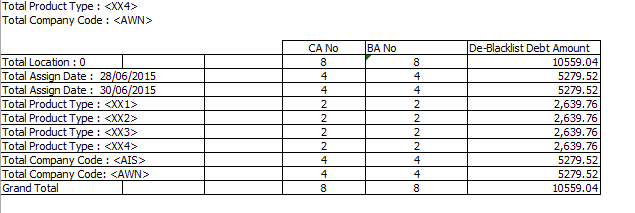 Total Product Type : <XX4>
Total Company Code : <AWN>
CA No BA No De-Blacklist Debt Amount
Total Location : 0 8 8 10559.04
Total Assign Date : 28/06/2015 4 4 5279.52
Total Assign Date : 30/06/2015 4 4 5279.52
Total Product Type : <XX1> 2 2 2,639.76
Total Product Type : <XX2> 2 2 2,639.76
Total Product Type : <XX3> 2 2 2,639.76
Total Product Type : <XX4> 2 2 2,639.76
Total Company Code : <AIS> 4 4 5279.52
Total Company Code: <AWN> 4 4 5279.52
Grand Total 8 8 10559.04